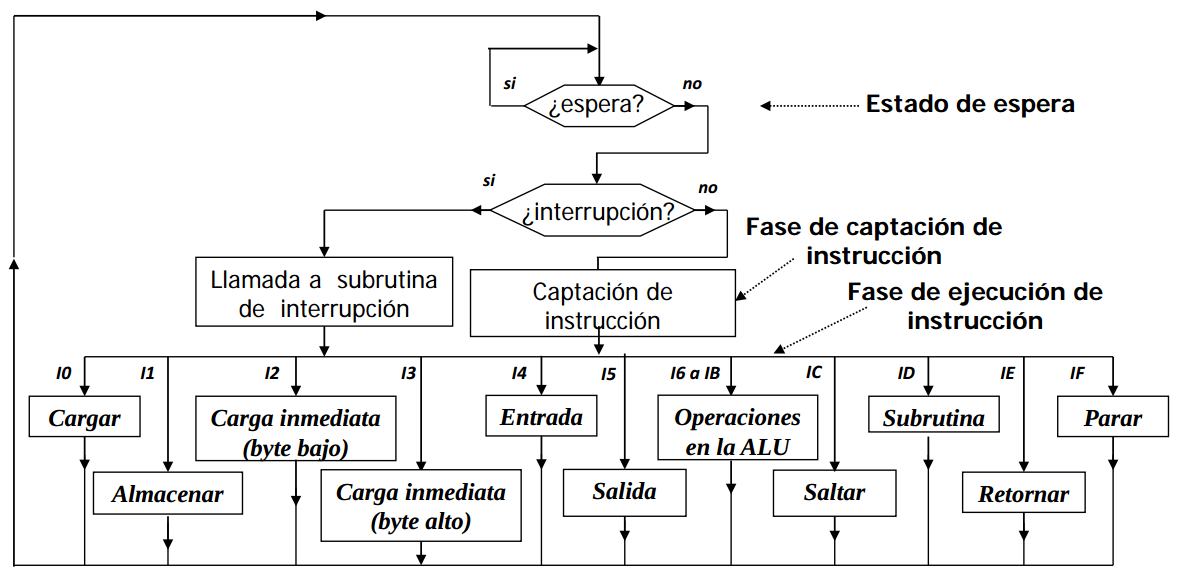 si
¿espera?
no
Estado de espera
si
¿interrupción?
no
Fase de captación de
instrucción
Llamada a subrutina
de interrupción
Captación de
instrucción
Fase de ejecución de
instrucción
I0
I1
I2
I3
I4
I5
I6 a IB
IC
ID
IE
IF
Cargar
Carga inmediata
(byte bajo)
Entrada
Operaciones
en la ALU
Subrutina
Parar
Almacenar
Carga inmediata
(byte alto)
Salida
Saltar
Retornar